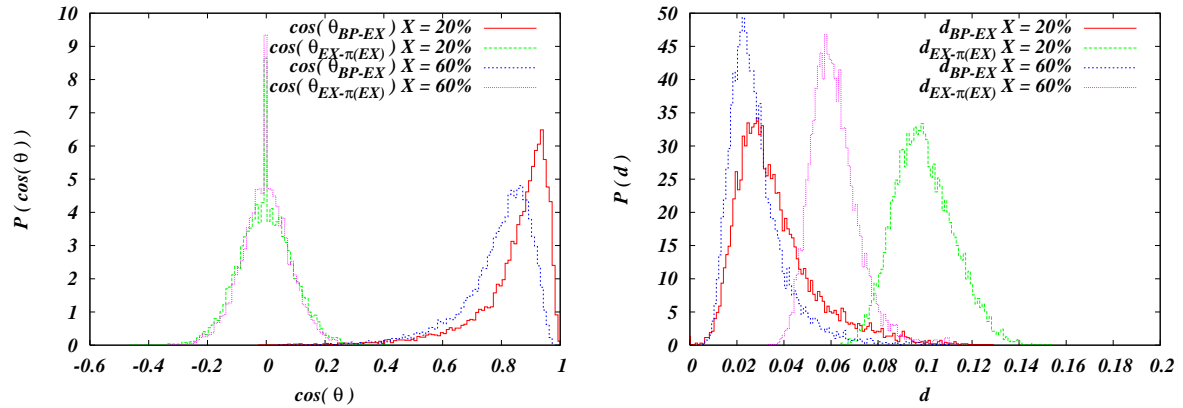 P ( cos( θ ))
10
9
8
7
6
5
4
3
2
1
0
-0.6 -0.4 -0.2 0 0.2 0.4 0.6 0.8 1
cos( θ )
cos( θBP-EX ) X = 20%
cos( θEX-π(EX) ) X = 20%
cos( θBP-EX ) X = 60%
cos( θEX-π(EX) ) X = 60%
P ( d )
50
45
40
35
30
25
20
15
10
5
0
0 0.02 0.04 0.06 0.08 0.1 0.12 0.14 0.16 0.18 0.2
d
dBP-EX X = 20%
dEX-π(EX) X = 20%
dBP-EX X = 60%
dEX-π(EX) X = 60%